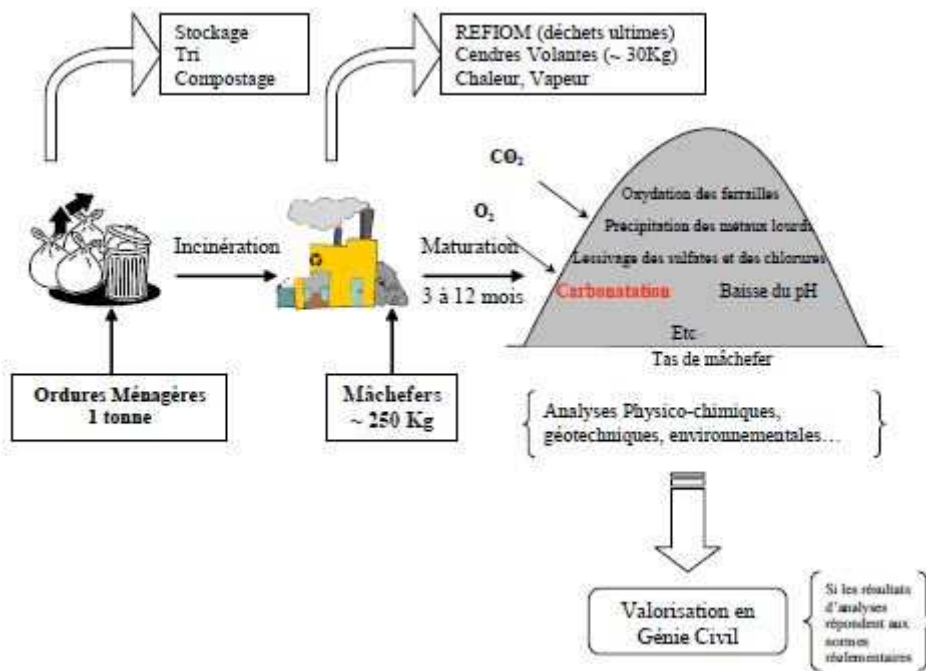 Stockage
Tri
Compostage
REFIOM (déchets ultimes)
Cendres Volantes (~ 30Kg)
Chaleur, Vapeur
CO₂
O₂
Incinération
Maturation
3 à 12 mois
Oxydation des ferrailles
Précipitation des métaux lourds
Lessivage des sulfates et des chlorures
Carbonatation
Baisse du pH
Etc
Tas de mâchefer
Ordures Ménagères
1 tonne
Mâchefers
~ 250 Kg
Analyses Physico-chimiques,
géotechniques, environnementales…
Valorisation en
Génie Civil
Si les résultats
d'analyses
répondent aux
normes
réglementaires